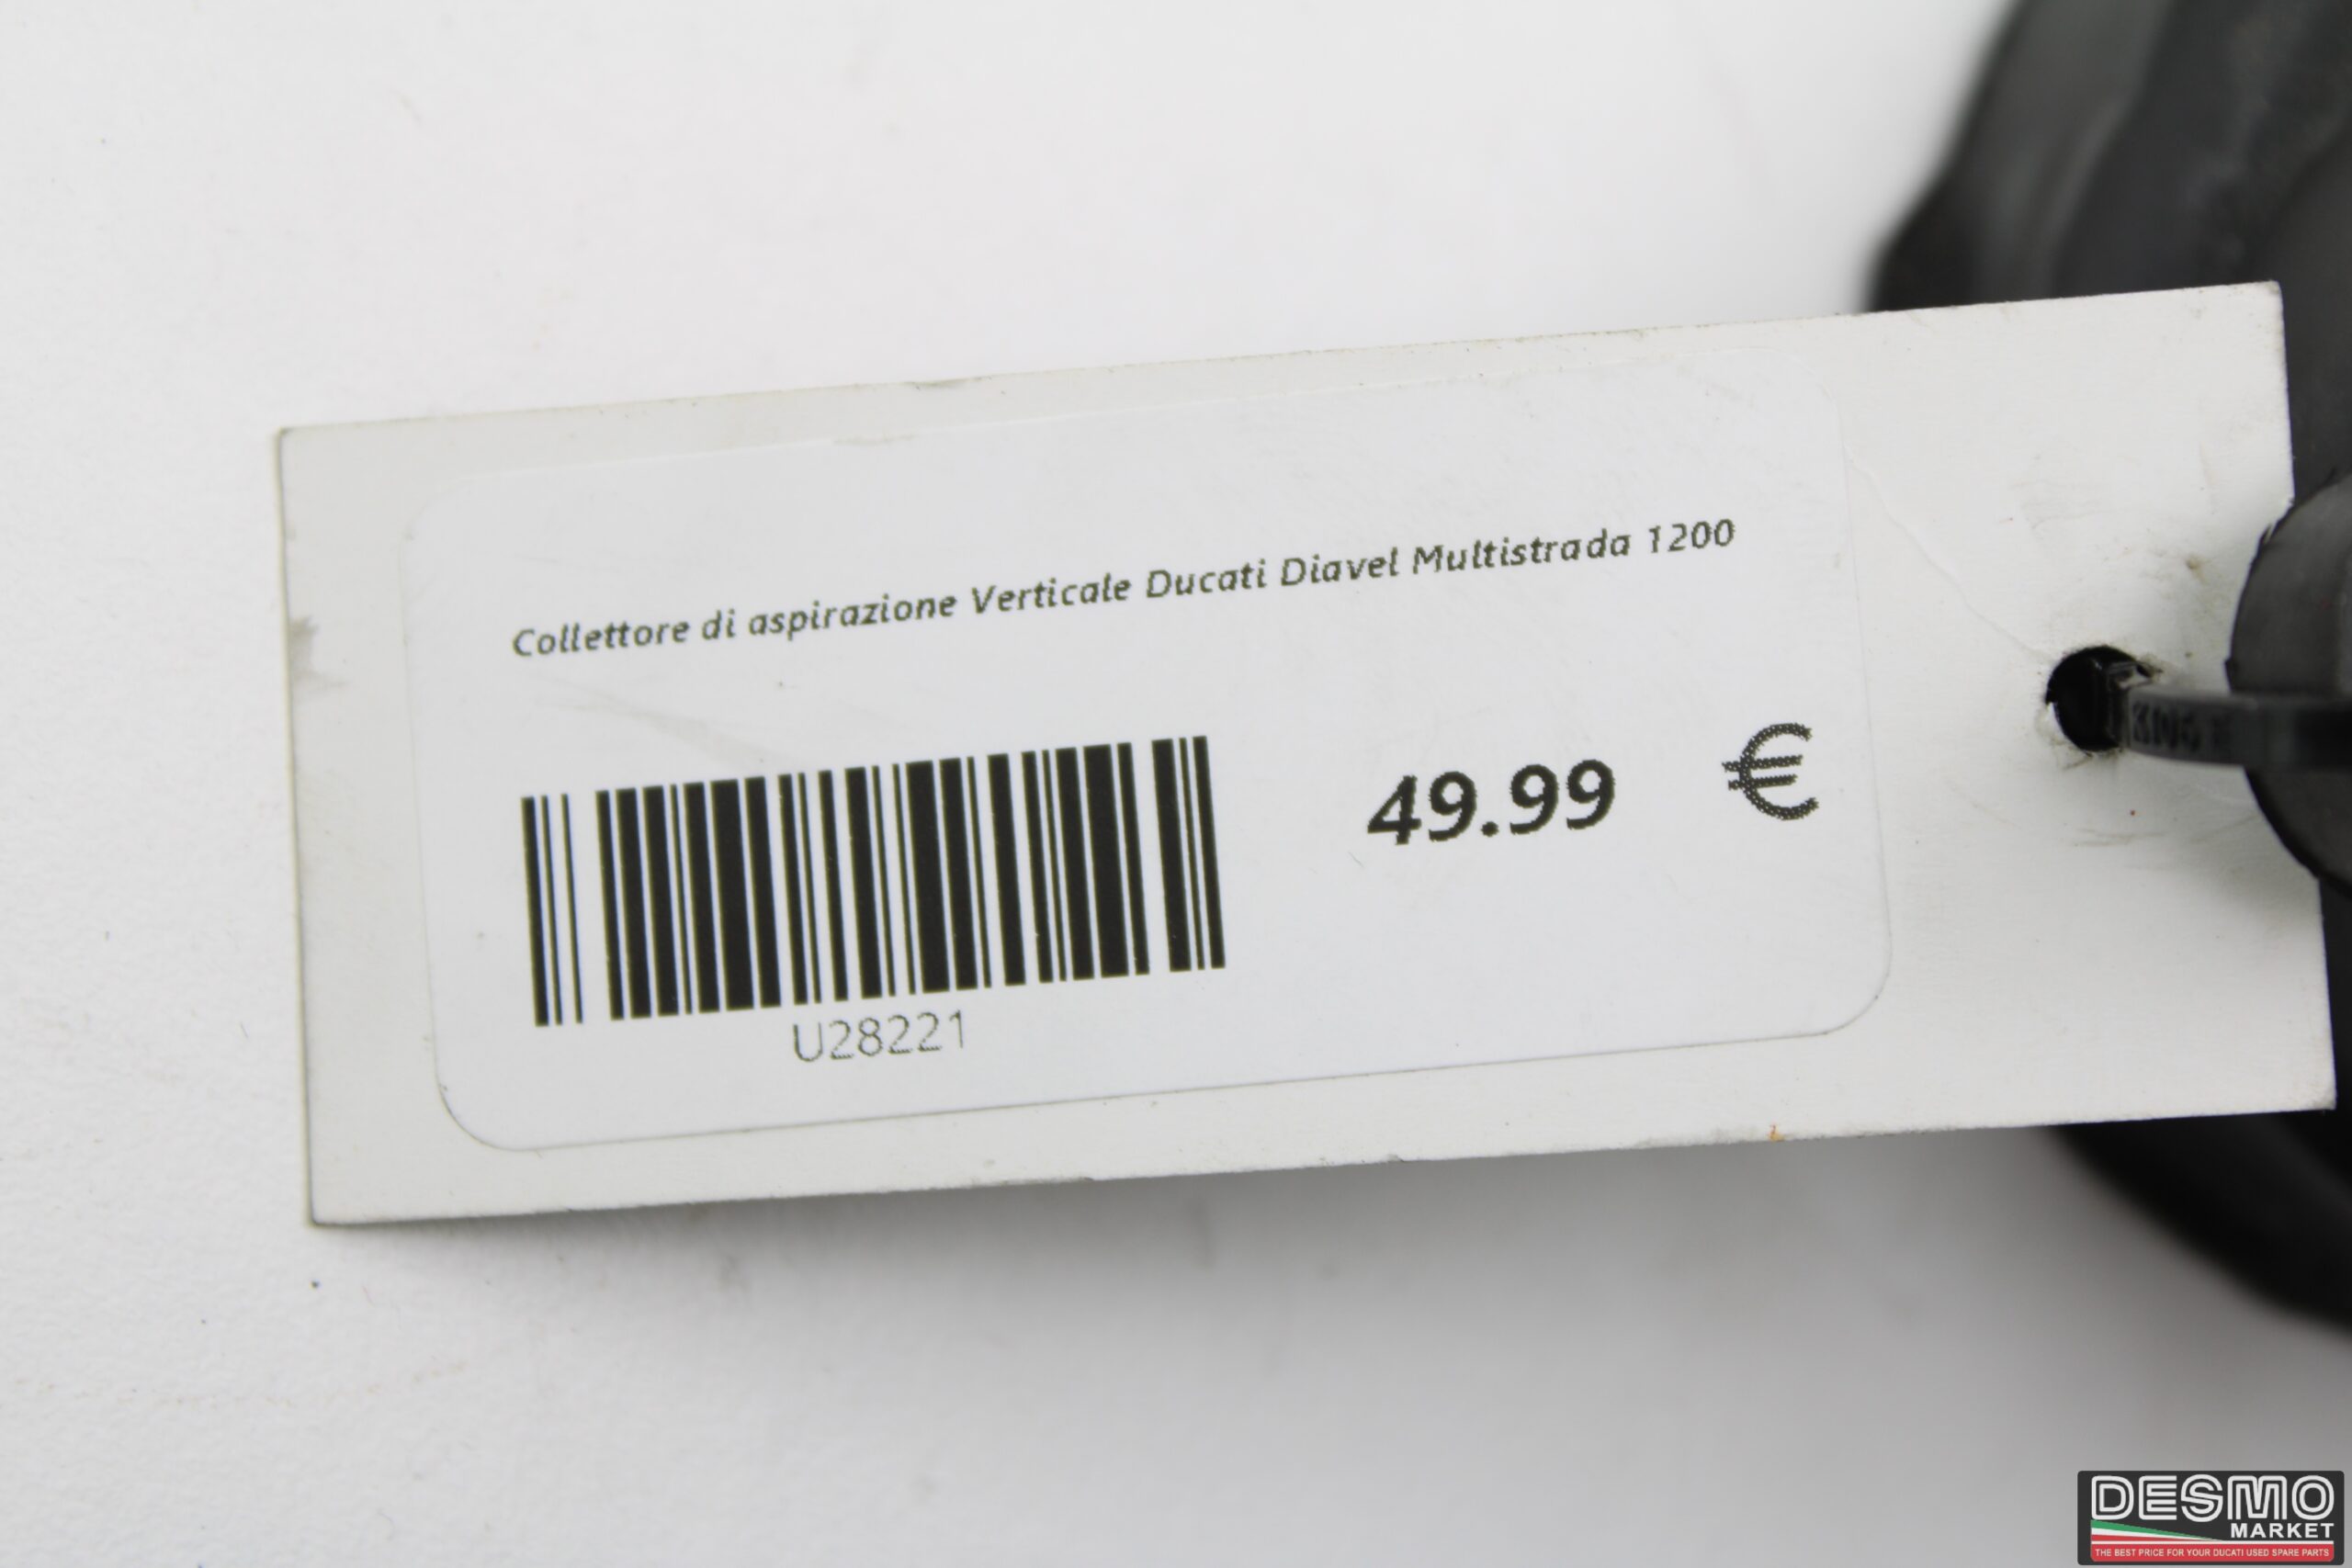 Collettore di aspirazione Verticale Ducati Diavel Multistrada 1200
49.99 €
U28221
DESMO
MARKET
THE BEST PRICE FOR YOUR DUCATI USED SPARE PARTS